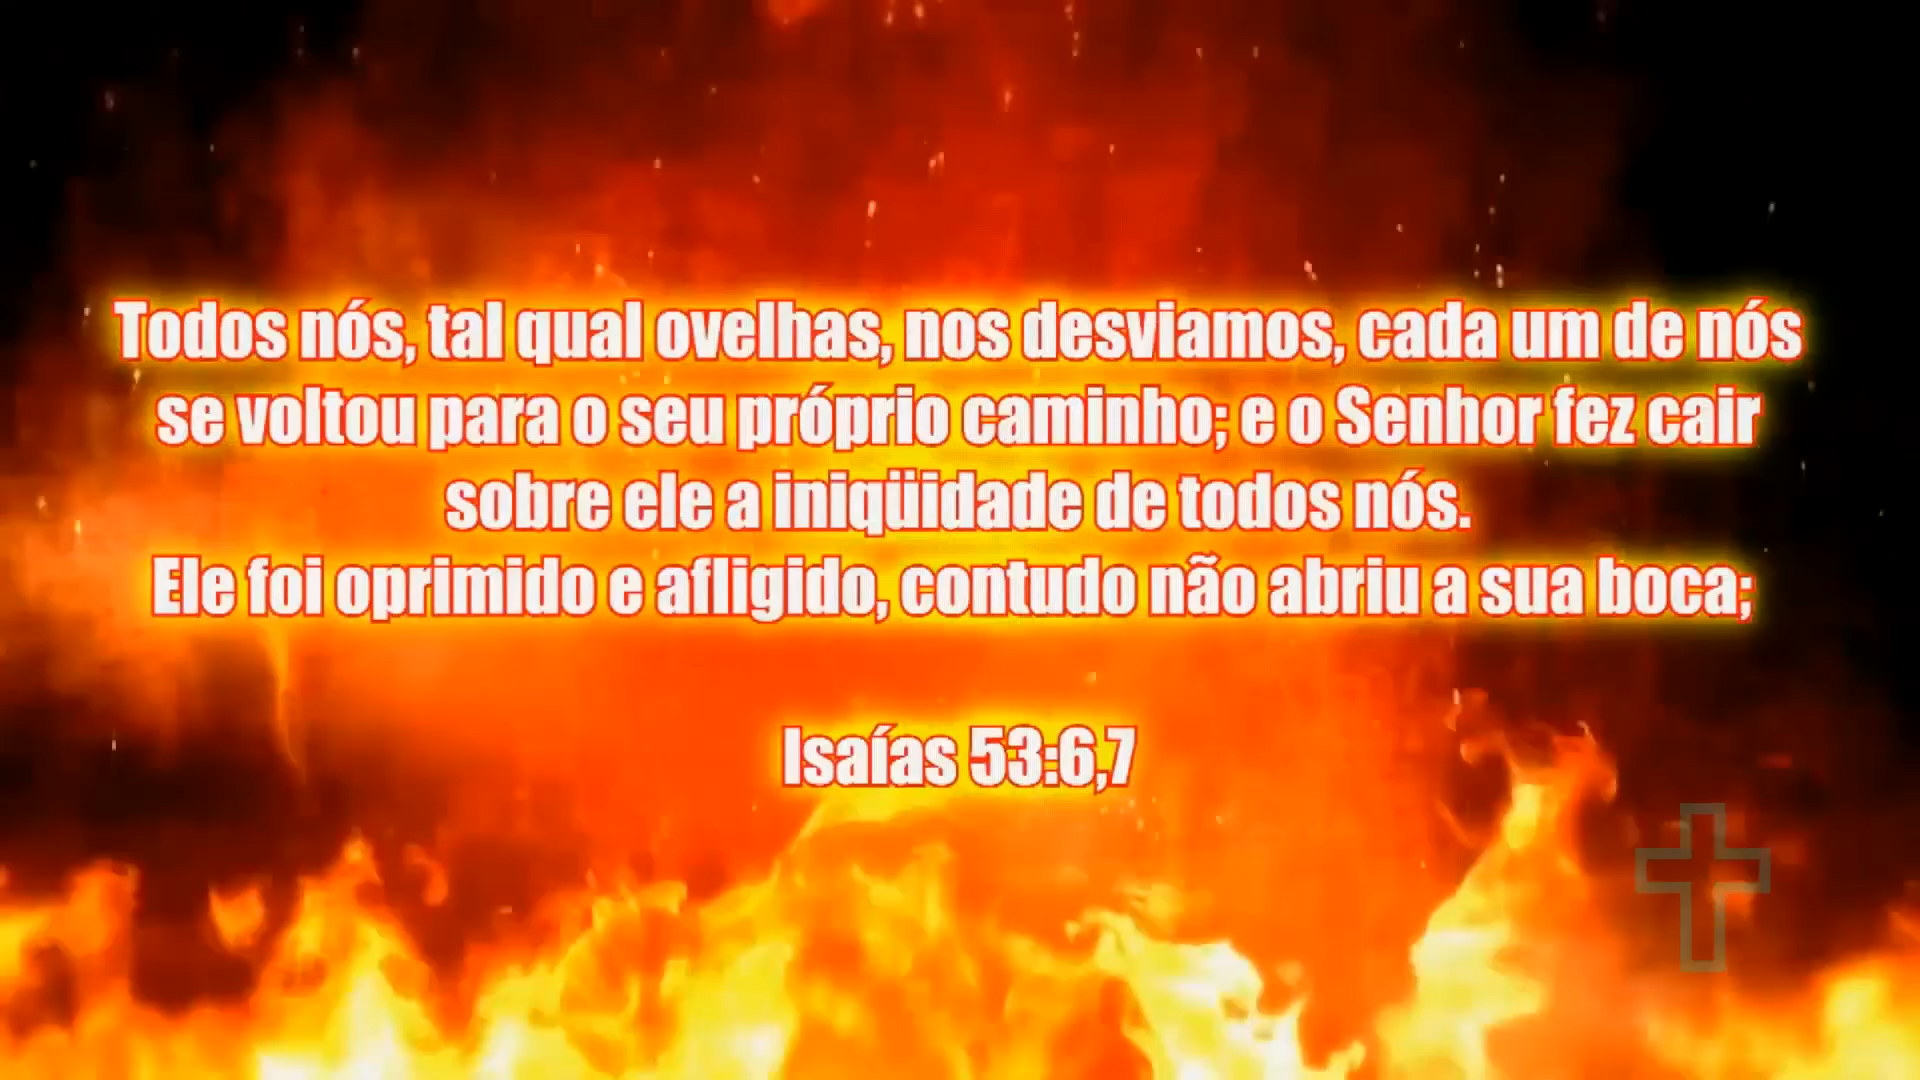 Todos nós, tal qual ovelhas, nos desviamos, cada um de nós
se voltou para o seu próprio caminho; e o Senhor fez cair
sobre ele a iniqüidade de todos nós.
Ele foi oprimido e afligido, contudo não abriu a sua boca;
Isaías 53:6,7